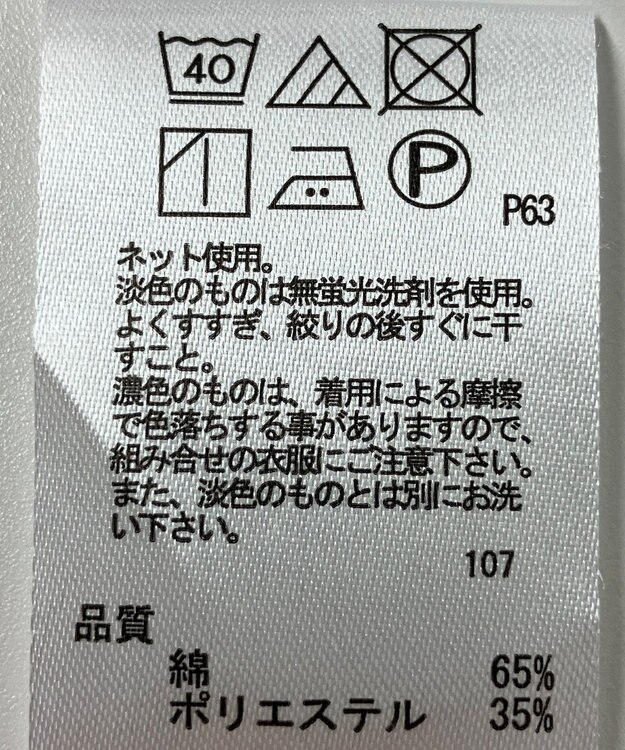 40
P
P63
ネット使用。
淡色のものは無蛍光洗剤を使用。
よくすすぎ、絞りの後すぐに干
すこと。
濃色のものは、着用による摩擦
で色落ちする事がありますので、
組み合せの衣服にご注意下さい。
また、淡色のものとは別にお洗
い下さい。
107
品質
綿 65%
ポリエステル 35%